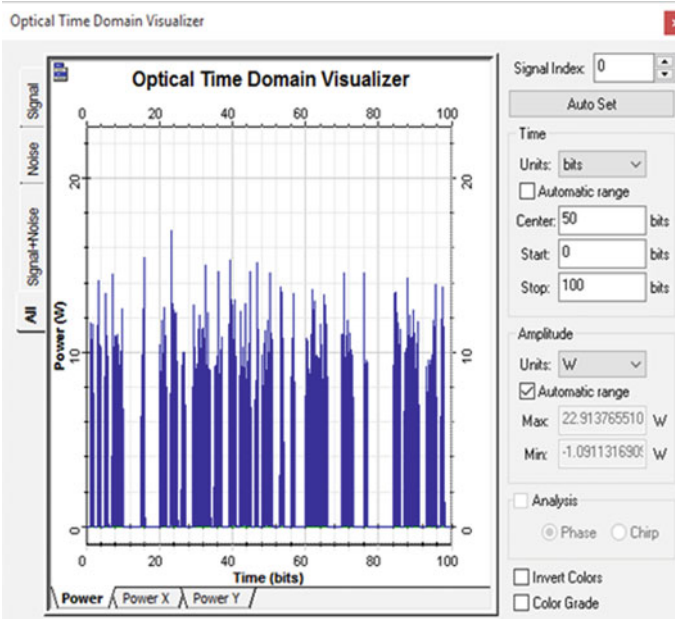 Optical Time Domain Visualizer
Signal
Noise
Signal+Noise
All
Optical Time Domain Visualizer
0 20 40 60 80 100
20
10
0
Power (W)
20
10
0
0 20 40 60 80 100
Time (bits)
Power Power X Power Y
Signal Index: 0
Auto Set
Time
Units: bits
Automatic range
Center: 50 bits
Start: 0 bits
Stop: 100 bits
Amplitude
Units: W
Automatic range
Max: 22.913765510 W
Min: -1.091131690 W
Analysis
Phase Chirp
Invert Colors
Color Grade